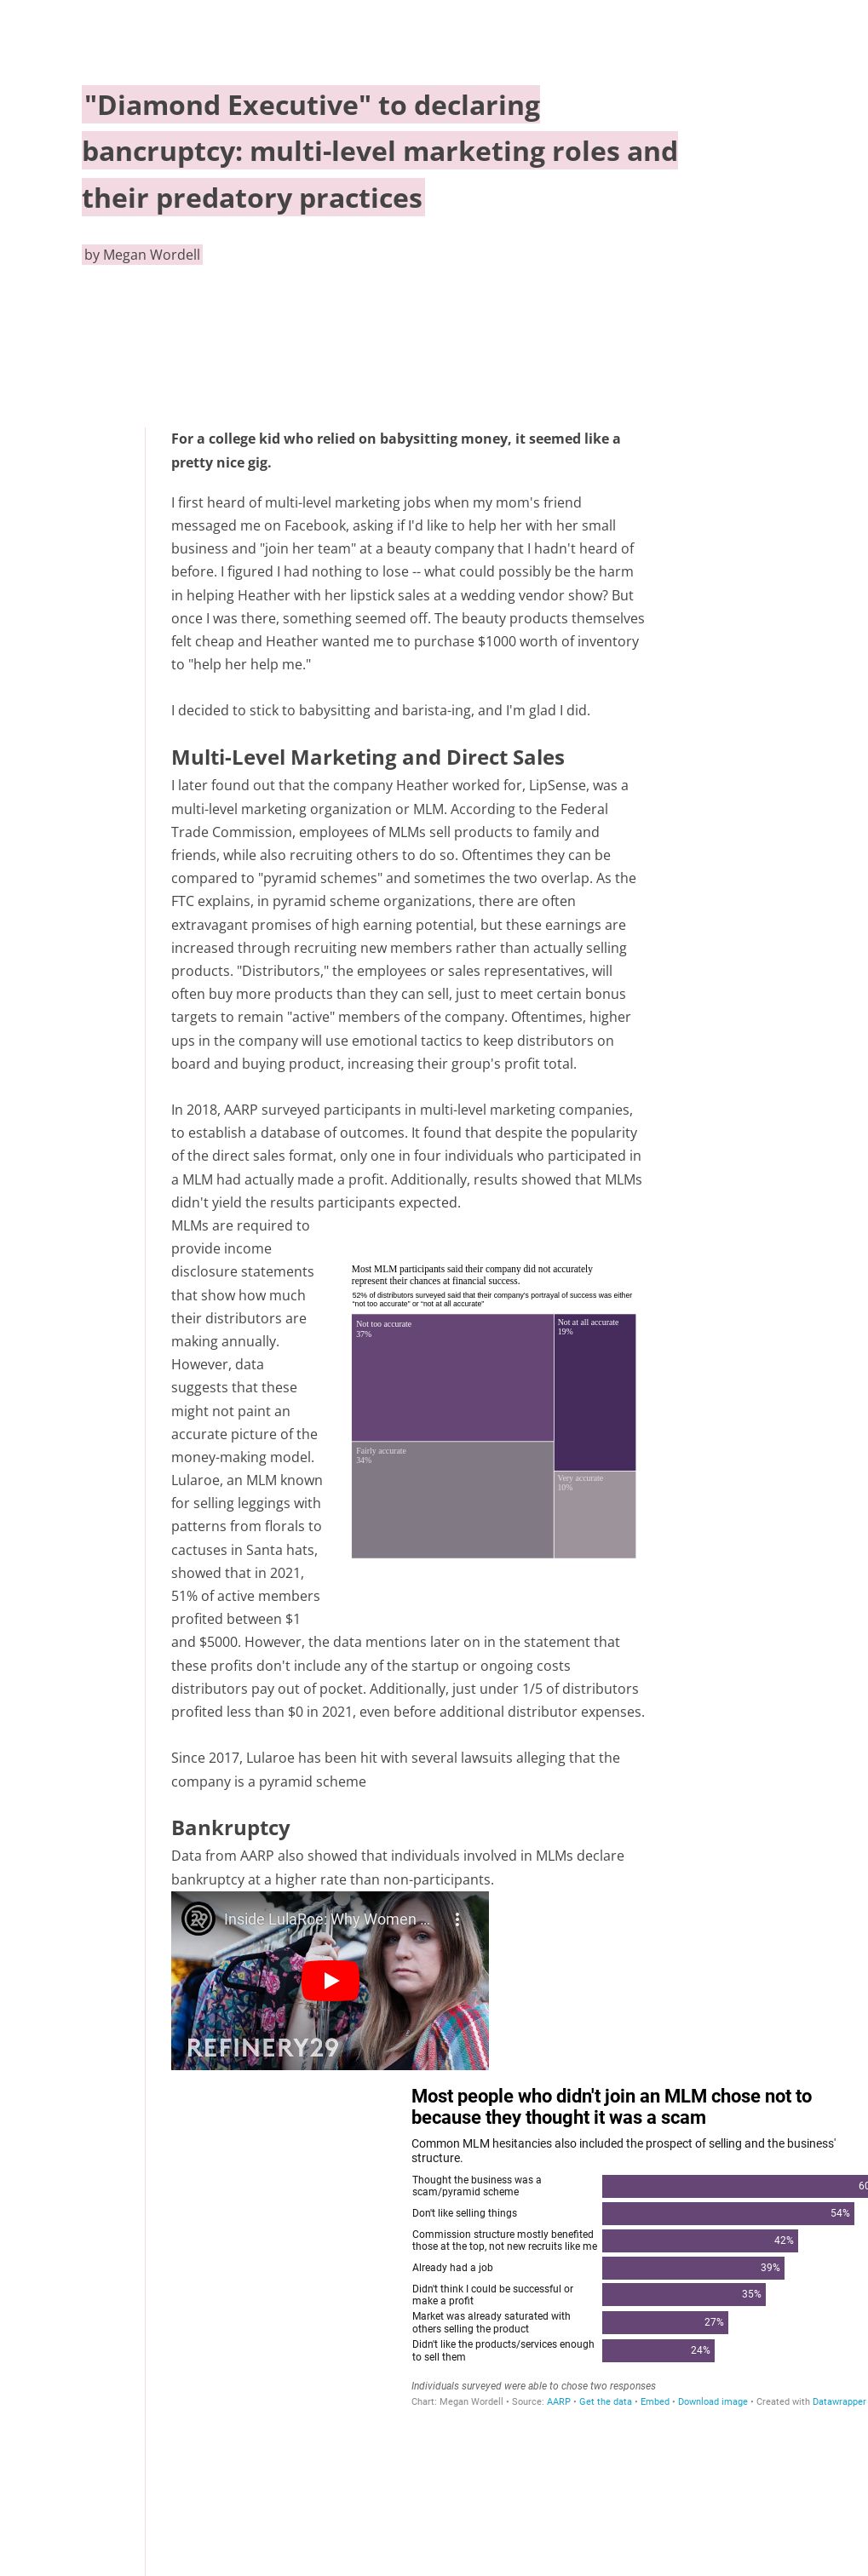 "Diamond Executive" to declaring
bancruptcy: multi-level marketing roles and
their predatory practices
by Megan Wordell
For a college kid who relied on babysitting money, it seemed like a
pretty nice gig.
I first heard of multi-level marketing jobs when my mom's friend
messaged me on Facebook, asking if I'd like to help her with her small
business and "join her team" at a beauty company that I hadn't heard of
before. I figured I had nothing to lose -- what could possibly be the harm
in helping Heather with her lipstick sales at a wedding vendor show? But
once I was there, something seemed off. The beauty products themselves
felt cheap and Heather wanted me to purchase $1000 worth of inventory
to "help her help me."
I decided to stick to babysitting and barista-ing, and I'm glad I did.
Multi-Level Marketing and Direct Sales
I later found out that the company Heather worked for, LipSense, was a
multi-level marketing organization or MLM. According to the Federal
Trade Commission, employees of MLMs sell products to family and
friends, while also recruiting others to do so. Oftentimes they can be
compared to "pyramid schemes" and sometimes the two overlap. As the
FTC explains, in pyramid scheme organizations, there are often
extravagant promises of high earning potential, but these earnings are
increased through recruiting new members rather than actually selling
products. "Distributors," the employees or sales representatives, will
often buy more products than they can sell, just to meet certain bonus
targets to remain "active" members of the company. Oftentimes, higher
ups in the company will use emotional tactics to keep distributors on
board and buying product, increasing their group's profit total.
In 2018, AARP surveyed participants in multi-level marketing companies,
to establish a database of outcomes. It found that despite the popularity
of the direct sales format, only one in four individuals who participated in
a MLM had actually made a profit. Additionally, results showed that MLMs
didn't yield the results participants expected.
MLMs are required to
provide income
disclosure statements
that show how much
their distributors are
making annually.
However, data
suggests that these
might not paint an
accurate picture of the
money-making model.
Lularoe, an MLM known
for selling leggings with
patterns from florals to
cactuses in Santa hats,
showed that in 2021,
51% of active members
profited between $1
and $5000. However, the data mentions later on in the statement that
these profits don't include any of the startup or ongoing costs
distributors pay out of pocket. Additionally, just under 1/5 of distributors
profited less than $0 in 2021, even before additional distributor expenses.
Most MLM participants said their company did not accurately
represent their chances at financial success.
52% of distributors surveyed said that their company's portrayal of success was either
"not too accurate" or "not at all accurate"
Not too accurate
37%
Not at all accurate
19%
Fairly accurate
34%
Very accurate
10%
Since 2017, Lularoe has been hit with several lawsuits alleging that the
company is a pyramid scheme
Bankruptcy
Data from AARP also showed that individuals involved in MLMs declare
bankruptcy at a higher rate than non-participants.
29 Inside LulaRoe: Why Women ...
REFINERY29
Most people who didn't join an MLM chose not to
because they thought it was a scam
Common MLM hesitancies also included the prospect of selling and the business'
structure.
Thought the business was a
scam/pyramid scheme
60
Don't like selling things
54%
Commission structure mostly benefited
those at the top, not new recruits like me
42%
Already had a job
39%
Didn't think I could be successful or
make a profit
35%
Market was already saturated with
others selling the product
27%
Didn't like the products/services enough
to sell them
24%
Individuals surveyed were able to chose two responses
Chart: Megan Wordell • Source: AARP • Get the data • Embed • Download image • Created with Datawrapper